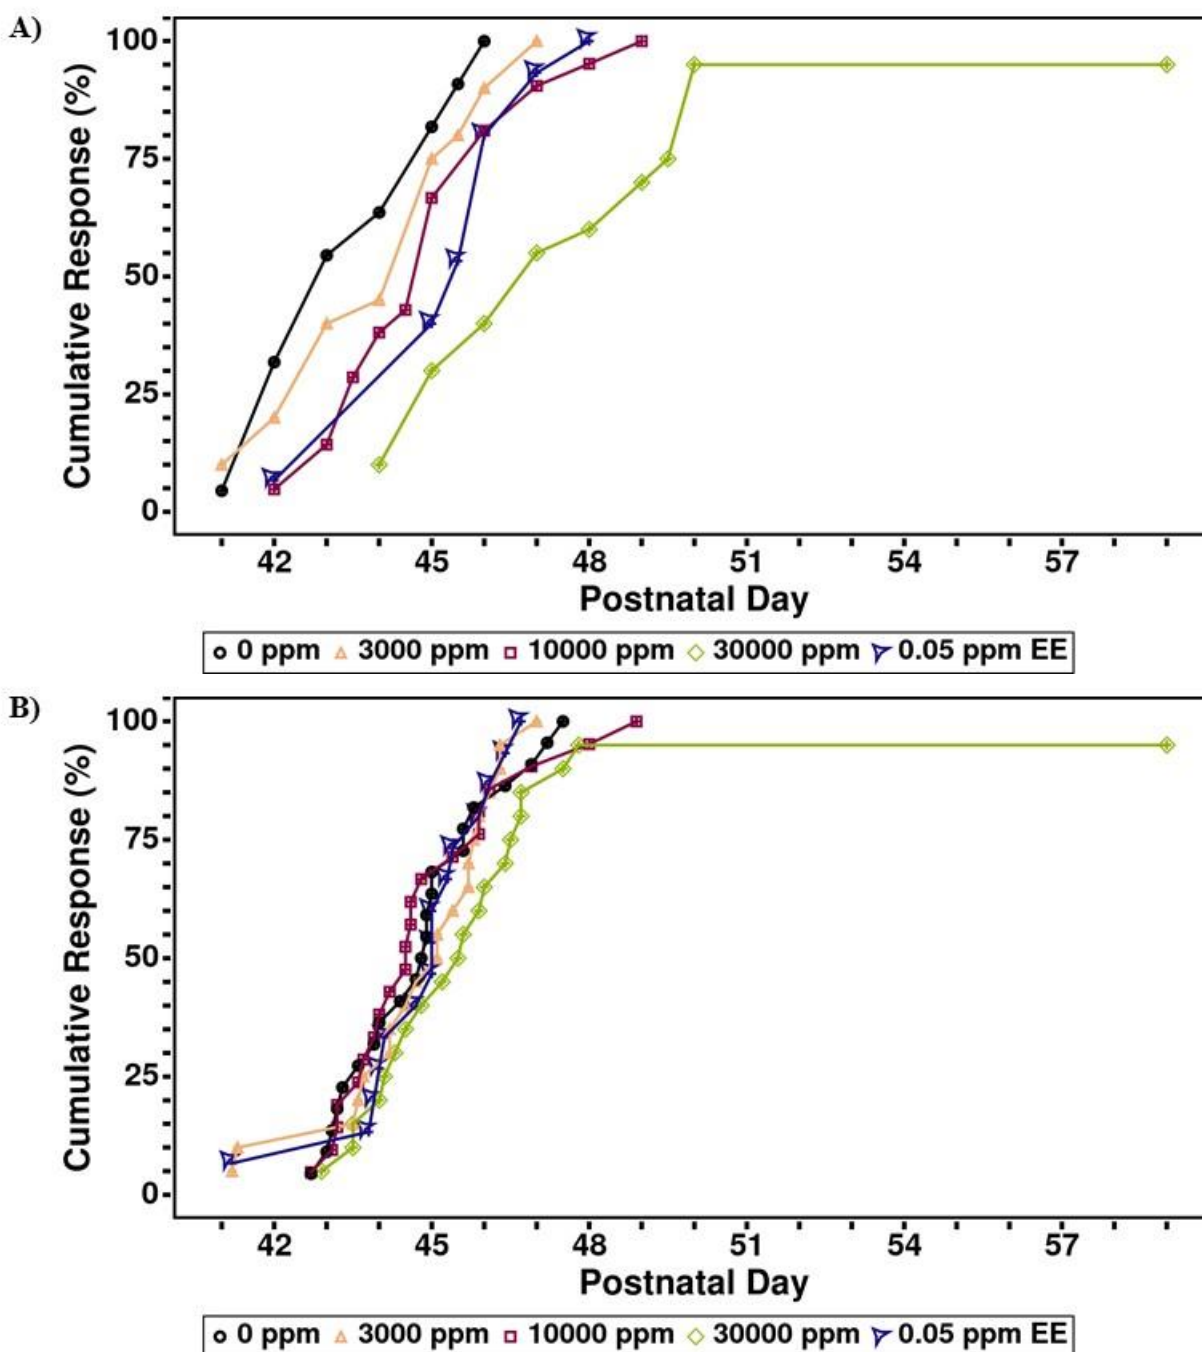 A)
Cumulative Response (%)
100
75
50
25
0
42 45 48 51 54 57
Postnatal Day
0 ppm 3000 ppm 10000 ppm 30000 ppm 0.05 ppm EE
B)
Cumulative Response (%)
100
75
50
25
0
42 45 48 51 54 57
Postnatal Day
0 ppm 3000 ppm 10000 ppm 30000 ppm 0.05 ppm EE